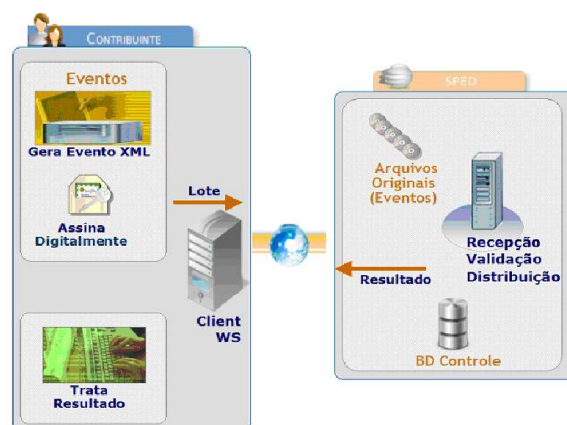 CONTRIBUINTE
Eventos
Gera Evento XML
Assina
Digitalmente
Lote
Client
WS
Trata
Resultado
SPED
Arquivos
Originais
(Eventos)
Recepção
Validação
Distribuição
Resultado
BD Controle